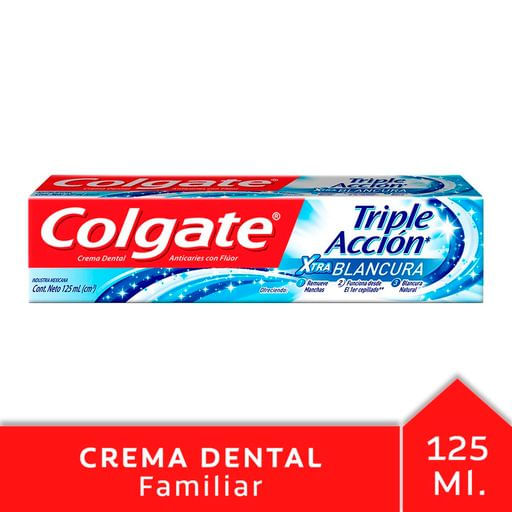 Colgate®
Crema Dental
Anticaries con Flúor
INDUSTRIA MEXICANA
Cont. Neto 125 mL (cm³)
Triple
Acción*
XTRA BLANCURA
Ofreciendo:
1 Remueve
Manchas
2 Funciona desde
El 1er cepillado**
3 Blancura
Natural
CREMA DENTAL
Familiar
125
Ml.